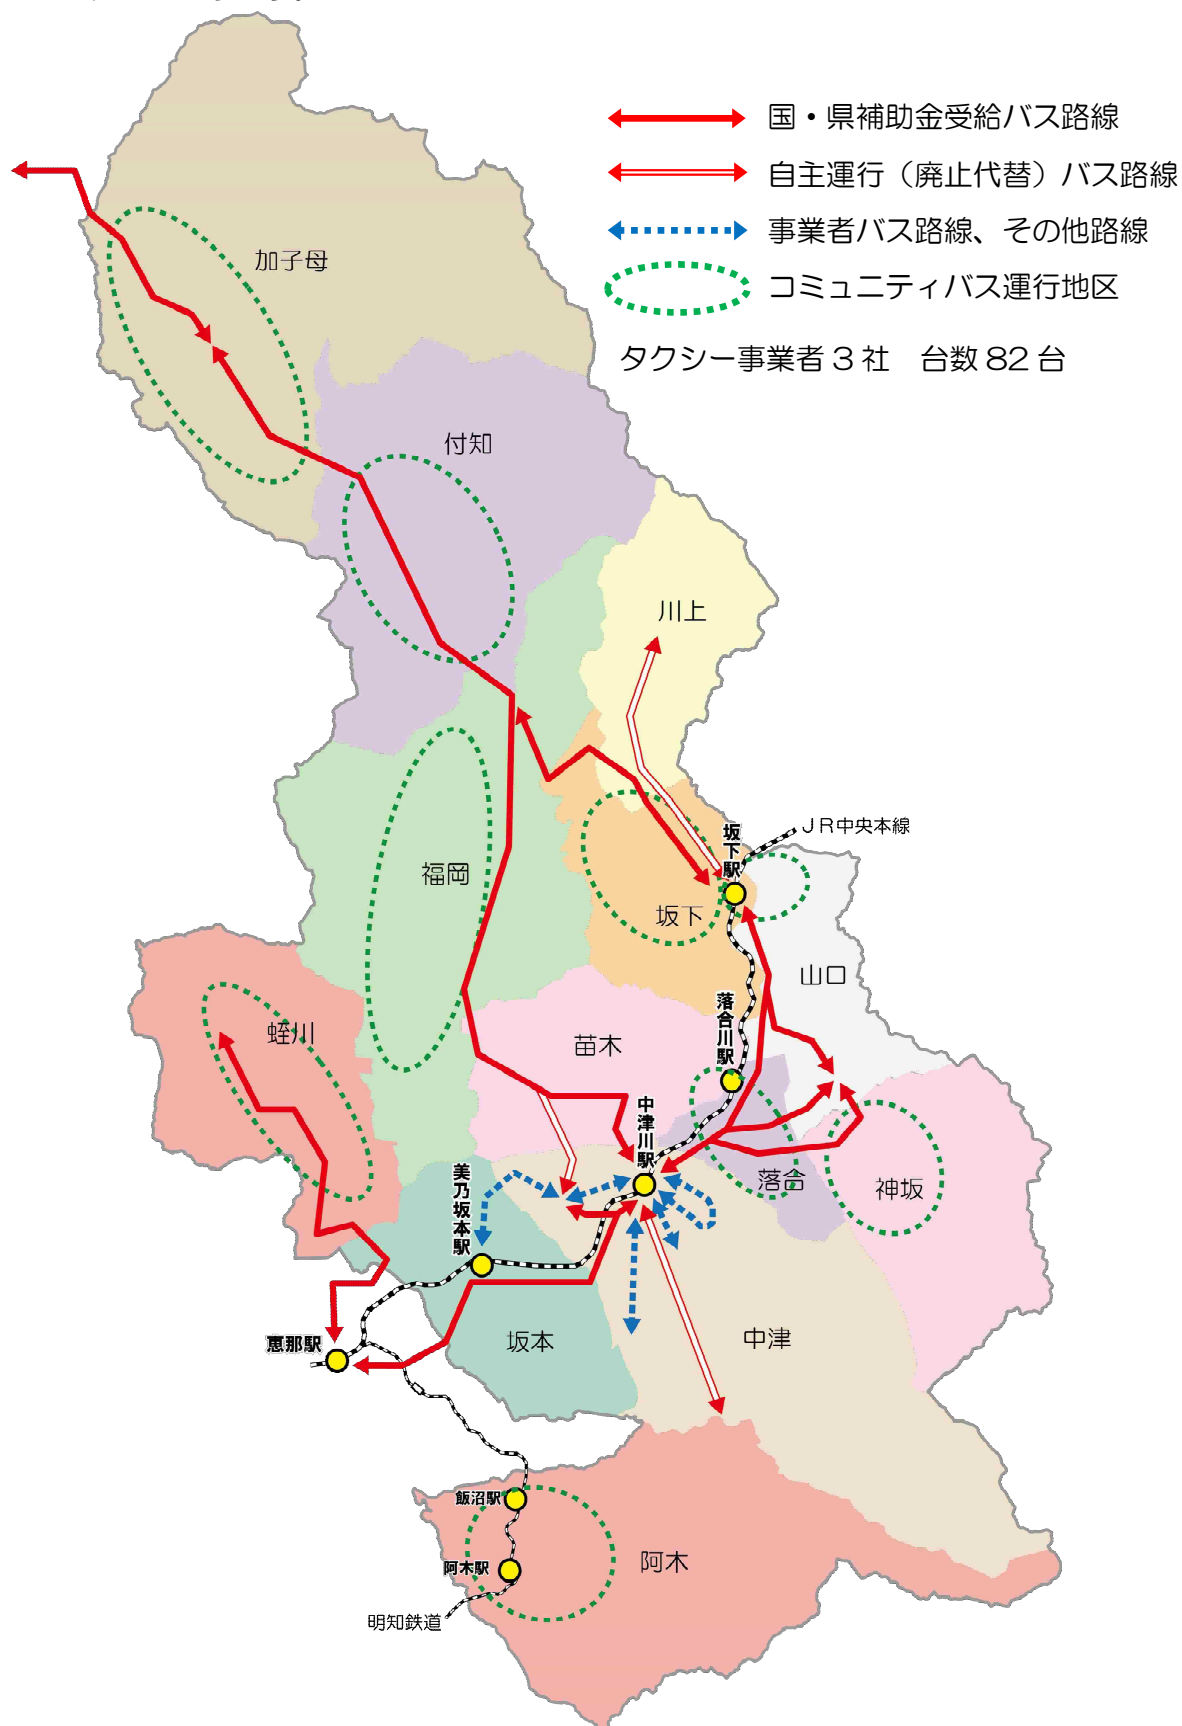 国・県補助金受給バス路線
自主運行（廃止代替）バス路線
事業者バス路線、その他路線
コミュニティバス運行地区
タクシー事業者3社　台数82台
加子母
付知
川上
坂下駅
ＪＲ中央本線
福岡
坂下
山口
落合川駅
蛭川
苗木
中津川駅
美乃坂本駅
落合
神坂
恵那駅
坂本
中津
飯沼駅
阿木駅
阿木
明知鉄道